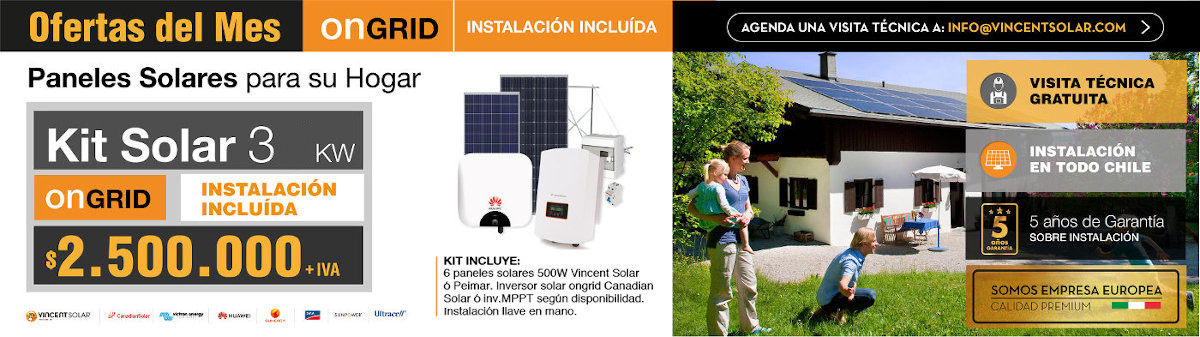 Ofertas del Mes
onGRID
INSTALACIÓN INCLUÍDA
AGENDA UNA VISITA TÉCNICA A: INFO@VINCENTSOLAR.COM
Paneles Solares para su Hogar
Kit Solar 3 KW
onGRID
INSTALACIÓN
INCLUÍDA
$2.500.000+IVA
HUAWEI
KIT INCLUYE:
6 paneles solares 500W Vincent Solar
ó Peimar. Inversor solar ongrid Canadian
Solar ó inv.MPPT según disponibilidad.
Instalación llave en mano.
VINCENTSOLAR
CanadianSolar
victron energy
HUAWEI
SMA
SUNPOWER
Ultracell
VISITA TÉCNICA
GRATUITA
INSTALACIÓN
EN TODO CHILE
5
años
GARANTÍA
5 años de Garantía
SOBRE INSTALACIÓN
SOMOS EMPRESA EUROPEA
CALIDAD PREMIUM